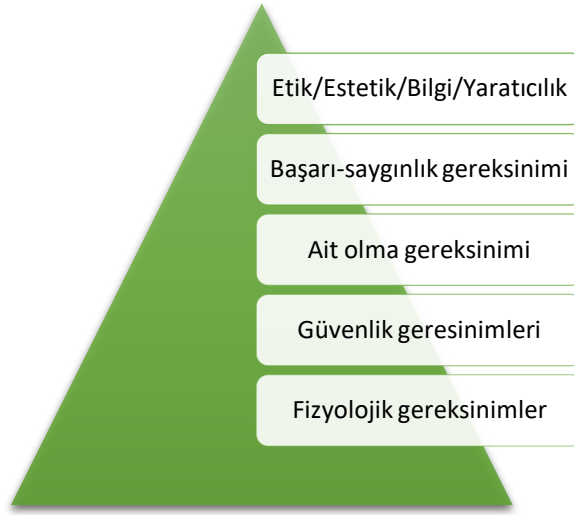 Etik/Estetik/Bilgi/Yaratıcılık
Başarı-saygınlık gereksinimi
Ait olma gereksinimi
Güvenlik geresinimleri
Fizyolojik gereksinimler